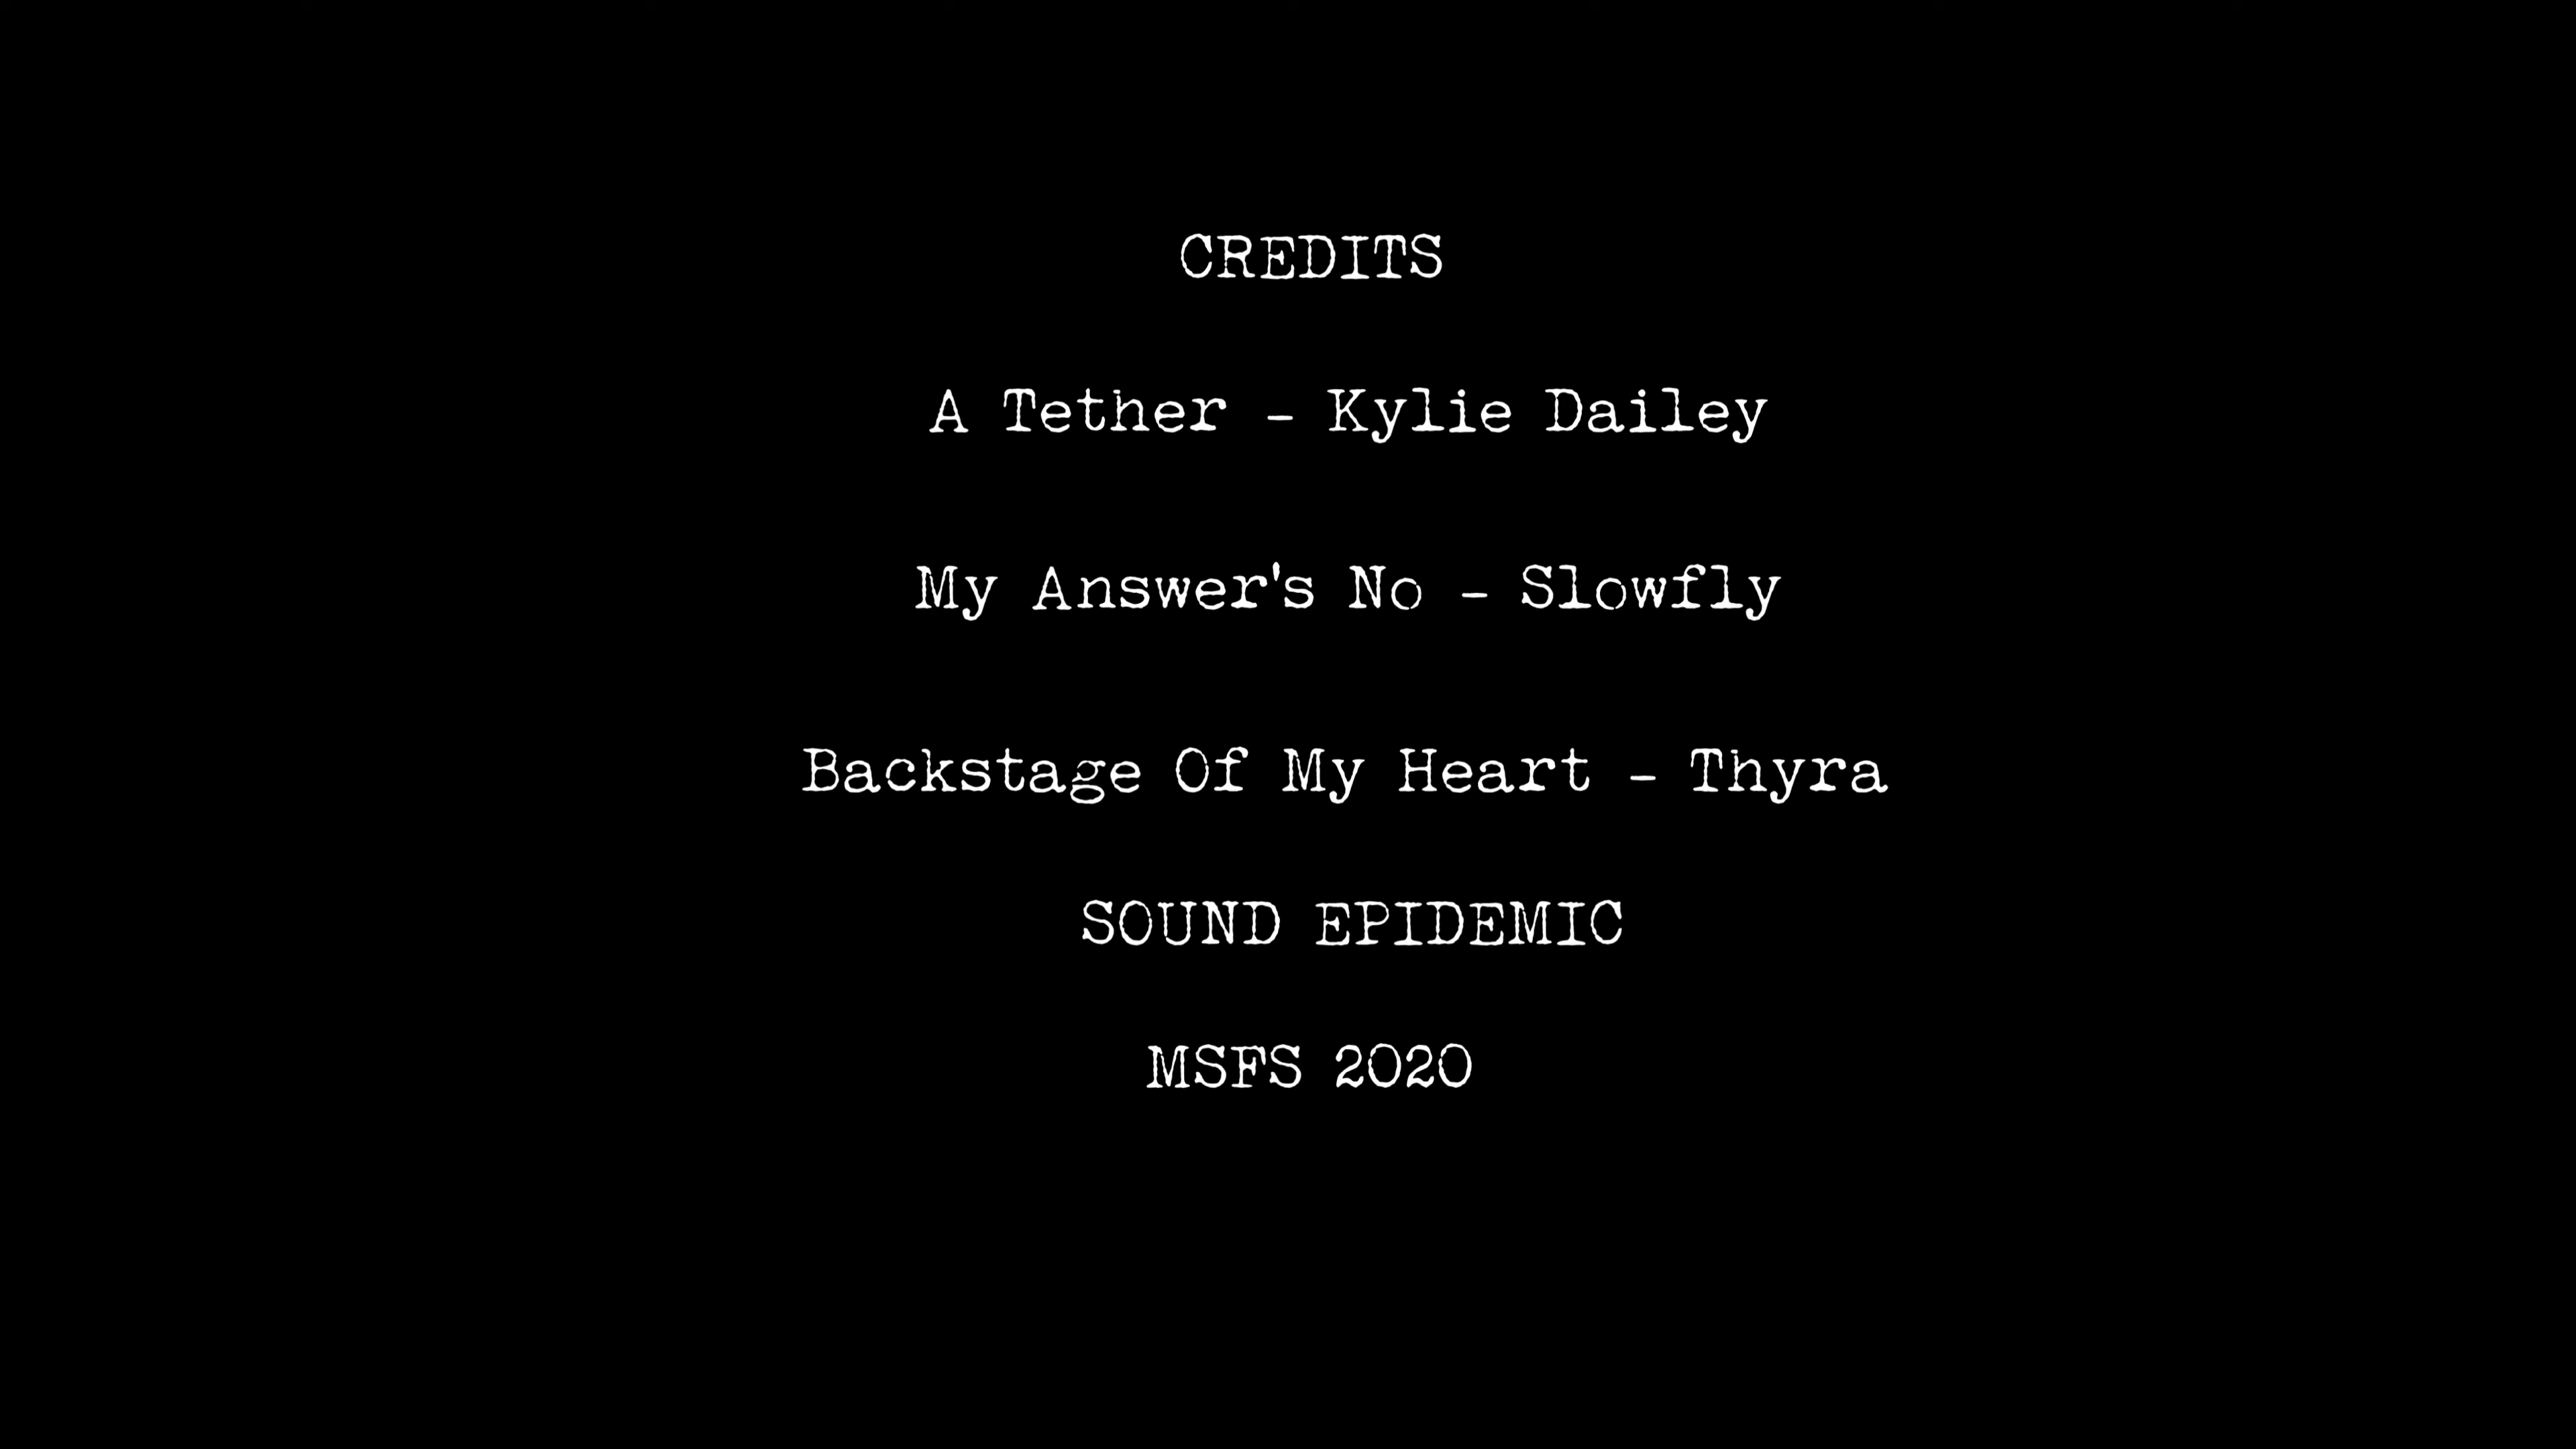 CREDITS
A Tether - Kylie Dailey
My Answer's No - Slowfly
Backstage Of My Heart - Thyra
SOUND EPIDEMIC
MSFS 2020